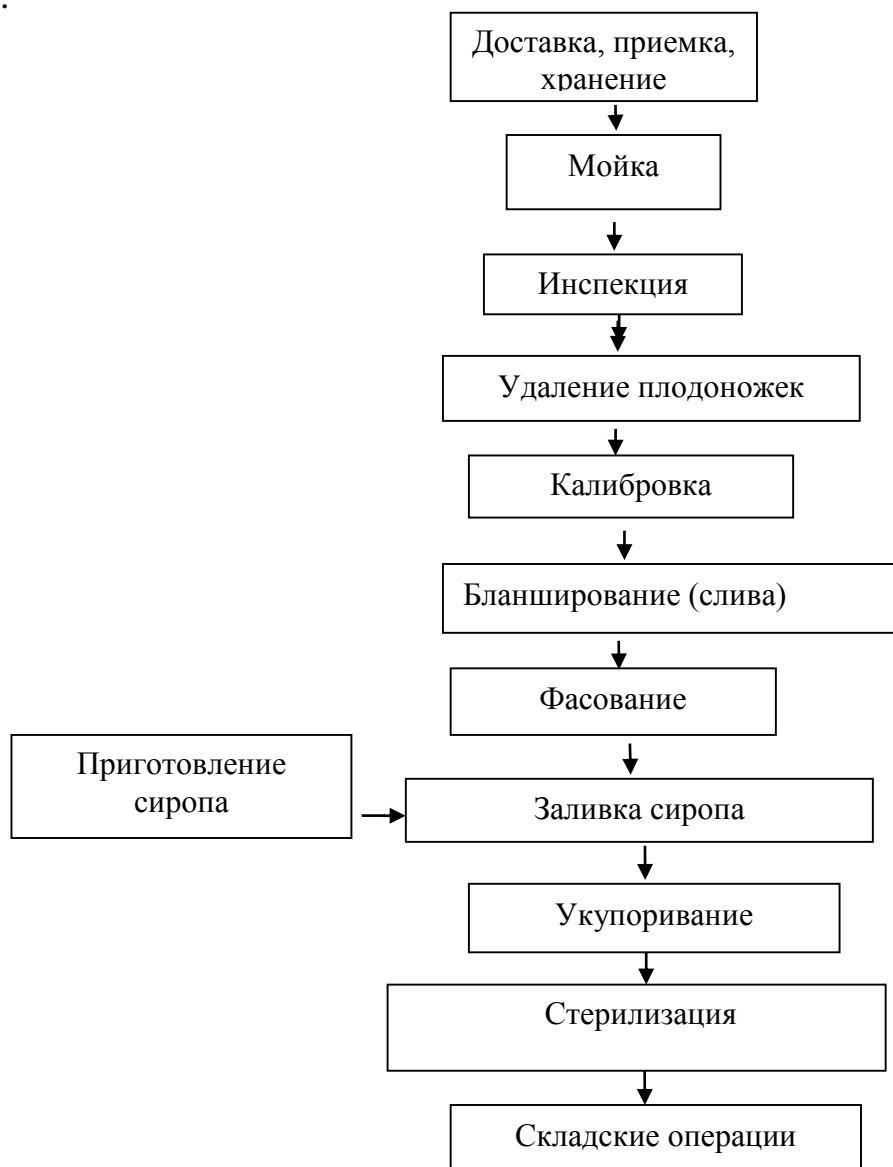 .
Доставка, приемка,
хранение
Мойка
Инспекция
Удаление плодоножек
Калибровка
Бланширование (слива)
Фасование
Приготовление
сиропа
Заливка сиропа
Укупоривание
Стерилизация
Складские операции